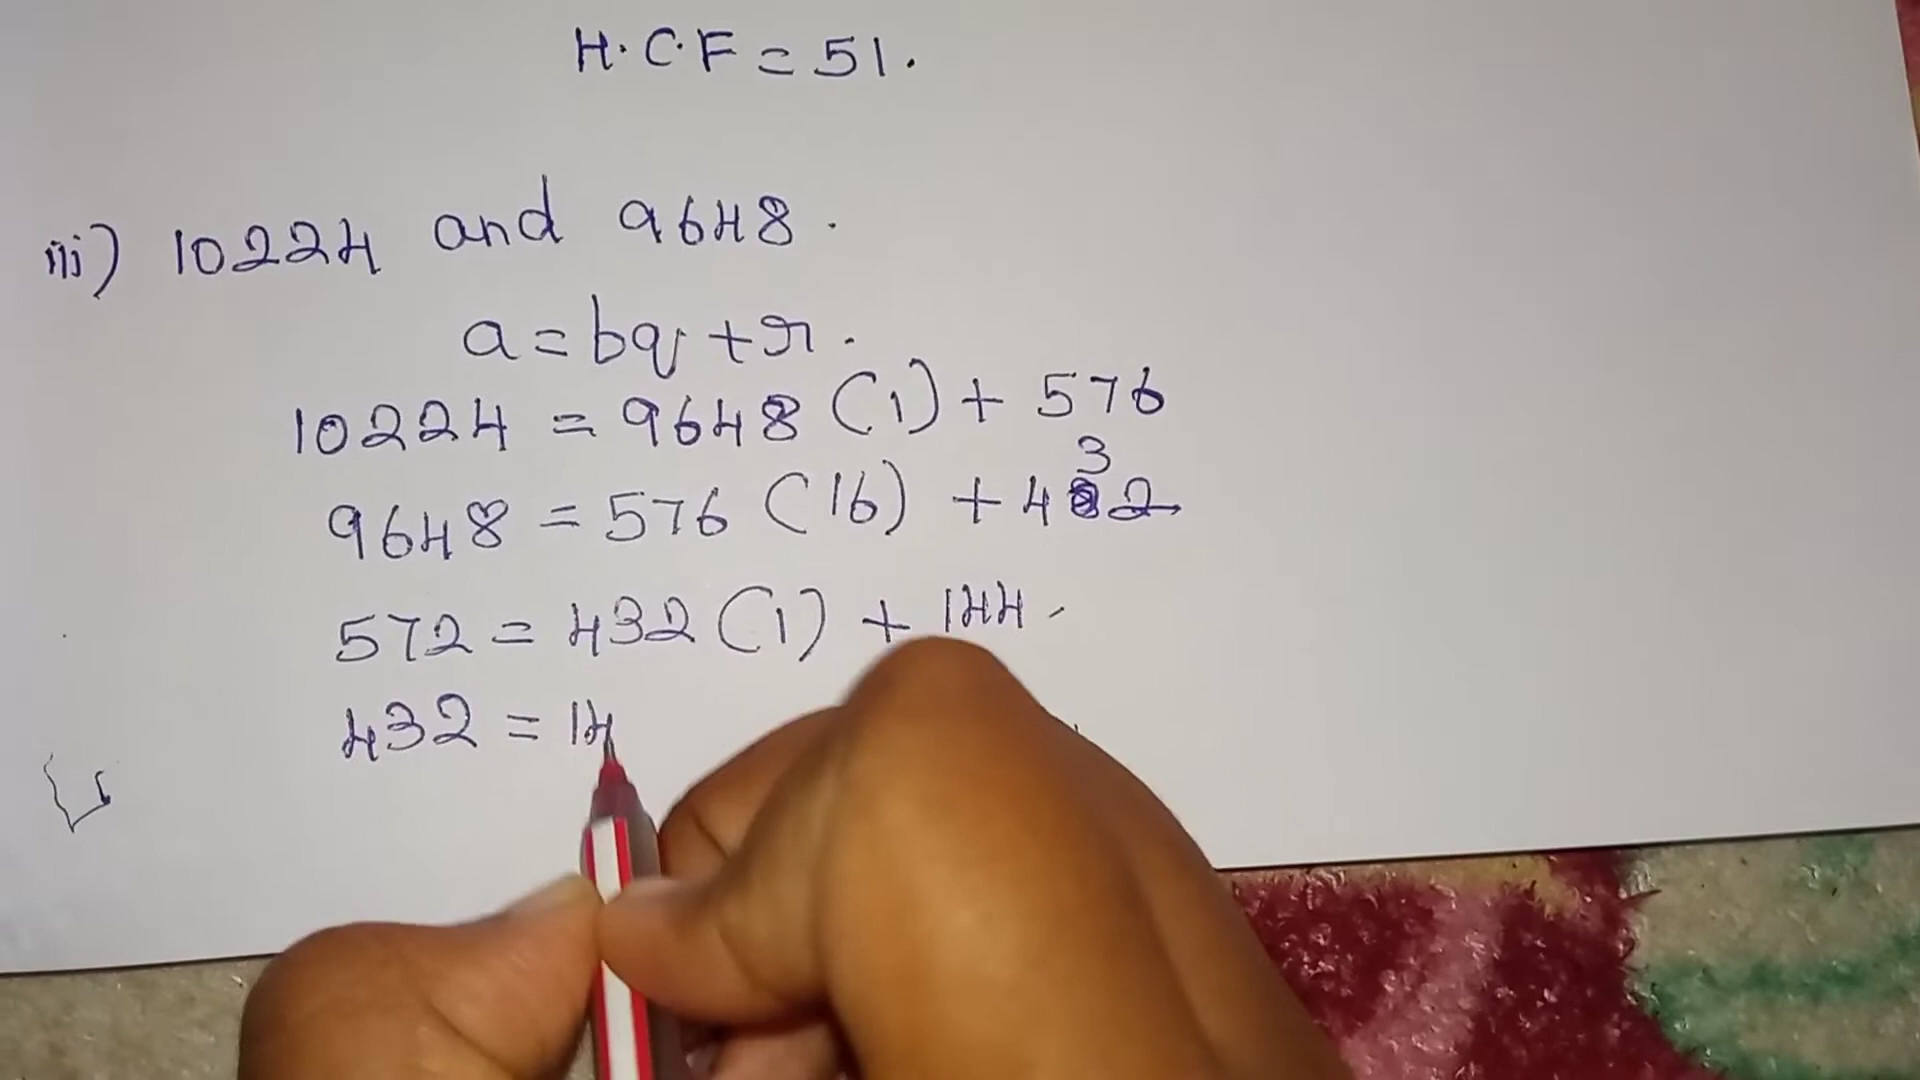 H.C.F = 51.
iii) 10224 and 9648.
a = bq + r.
10224 = 9648 (1) + 576
9648 = 576 (16) + 432
572 = 432 (1) + 144.
432 = 14